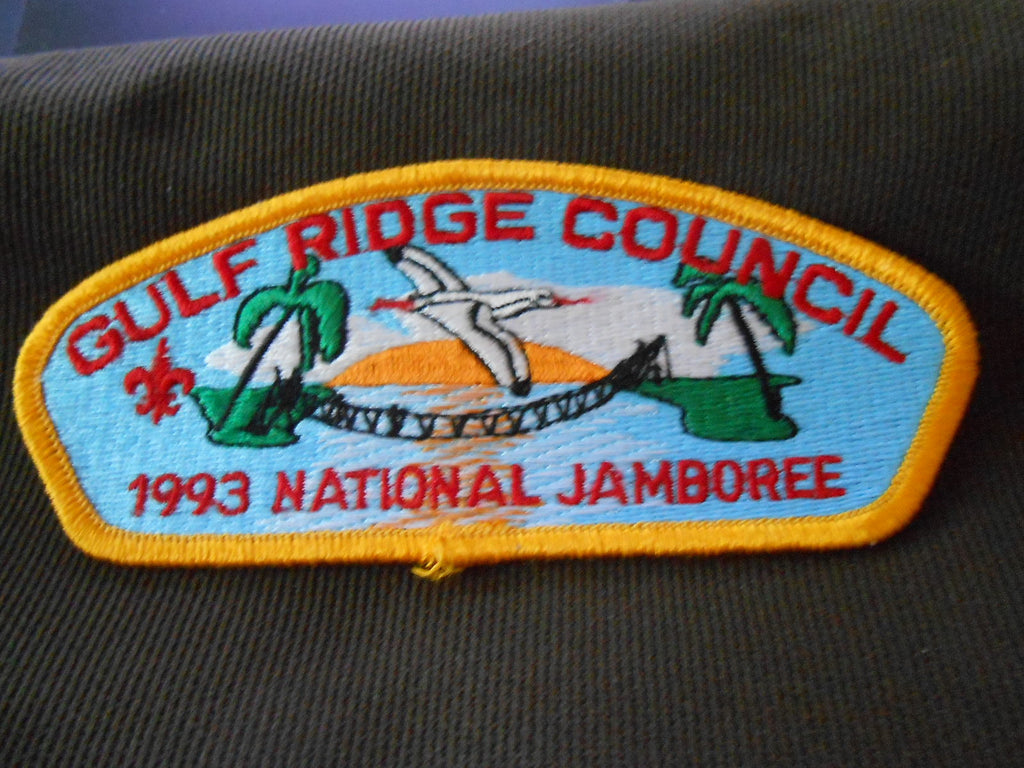 GULF RIDGE COUNCIL
1993 NATIONAL JAMBOREE